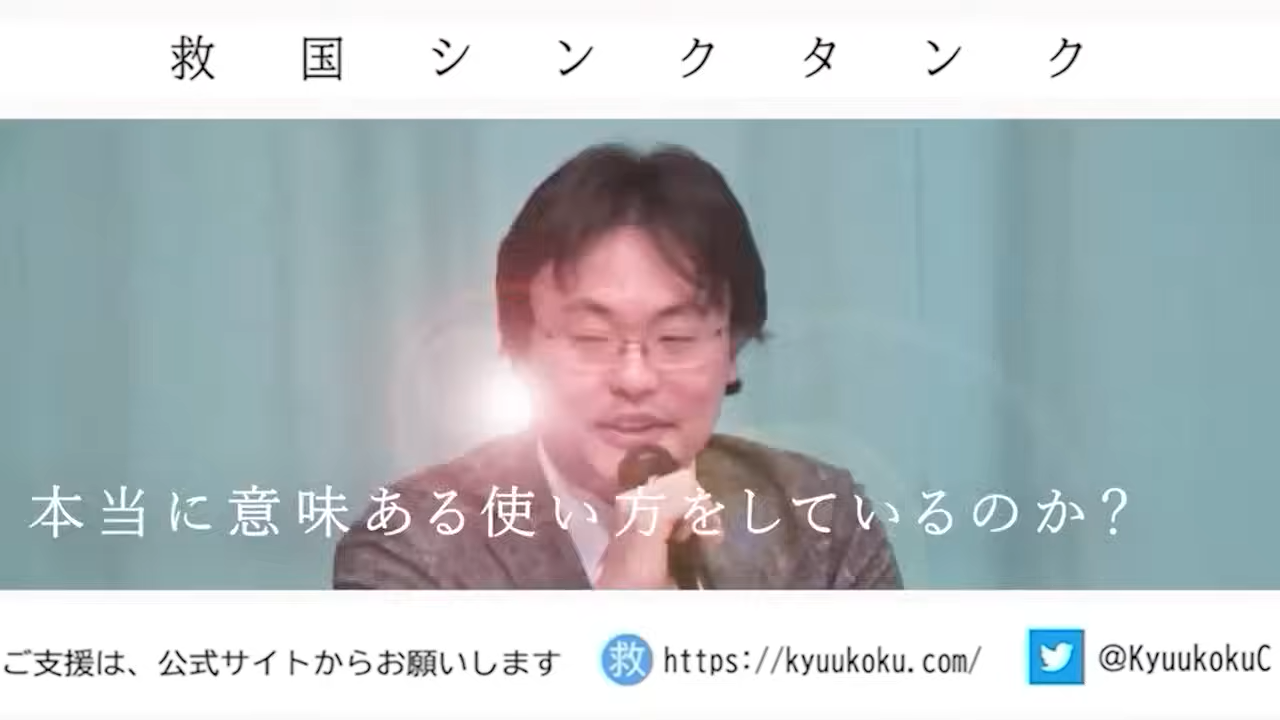 救国シンクタンク
本当に意味ある使い方をしているのか?
ご支援は、公式サイトからお願いします 救 https://kyuukoku.com/ @KyuukokuC